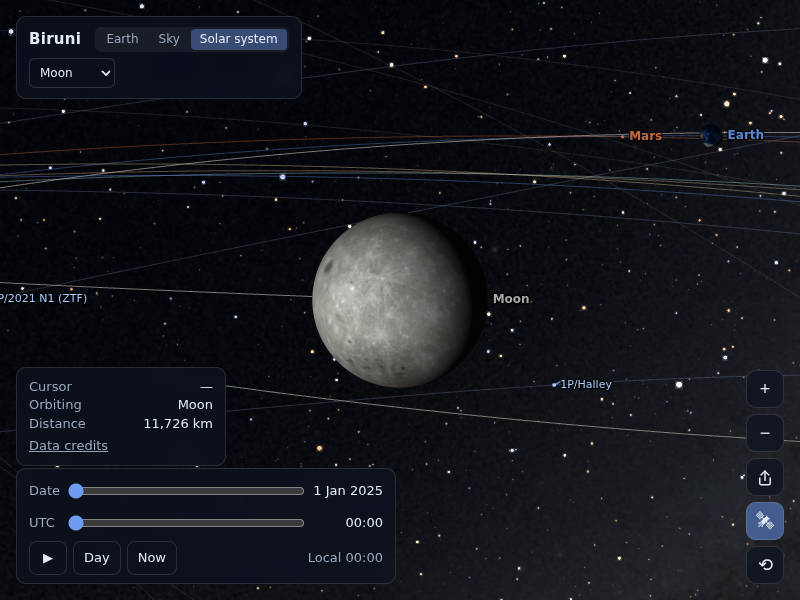 Biruni
Earth
Sky
Solar system
Moon
Mars
Earth
P/2021 N1 (ZTF)
Moon
1P/Halley
Cursor —
Orbiting Moon
Distance 11,726 km
Data credits
Date 1 Jan 2025
UTC 00:00
▶ Day Now Local 00:00
+
−
⟲